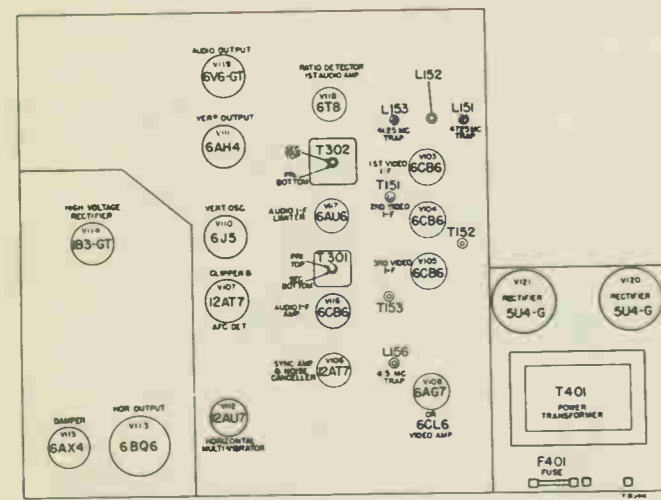 AUDIO OUTPUT
V119
6V6-GT
RATIO DETECTOR
1ST AUDIO AMP
V118
6T8
L152
L153
41.25 MC
TRAP
L151
47.25 MC
TRAP
VERT OUTPUT
V111
6AH4
SEC
TOP
T302
PRI
BOTTOM
1ST VIDEO
I-F
V103
6CB6
T151
HIGH VOLTAGE
RECTIFIER
V114
1B3-GT
VERT OSC
V110
6J5
AUDIO I-F
LIMITER
V117
6AU6
2ND VIDEO
I-F
V104
6CB6
T152
CLIPPER &
V107
12AT7
AFC DET
PRI
TOP
T301
SEC
BOTTOM
3RD VIDEO
I-F
V105
6CB6
T153
AUDIO I-F
AMP
V116
6CB6
V121
RECTIFIER
5U4-G
V120
RECTIFIER
5U4-G
SYNC AMP
& NOISE
CANCELLER
V106
12AT7
L156
4.5 MC
TRAP
V108
6AG7
OR
6CL6
VIDEO AMP
T401
POWER
TRANSFORMER
DAMPER
V115
6AX4
HOR OUTPUT
V113
6BQ6
V112
12AU7
HORIZONTAL
MULTIVIBRATOR
F401
FUSE